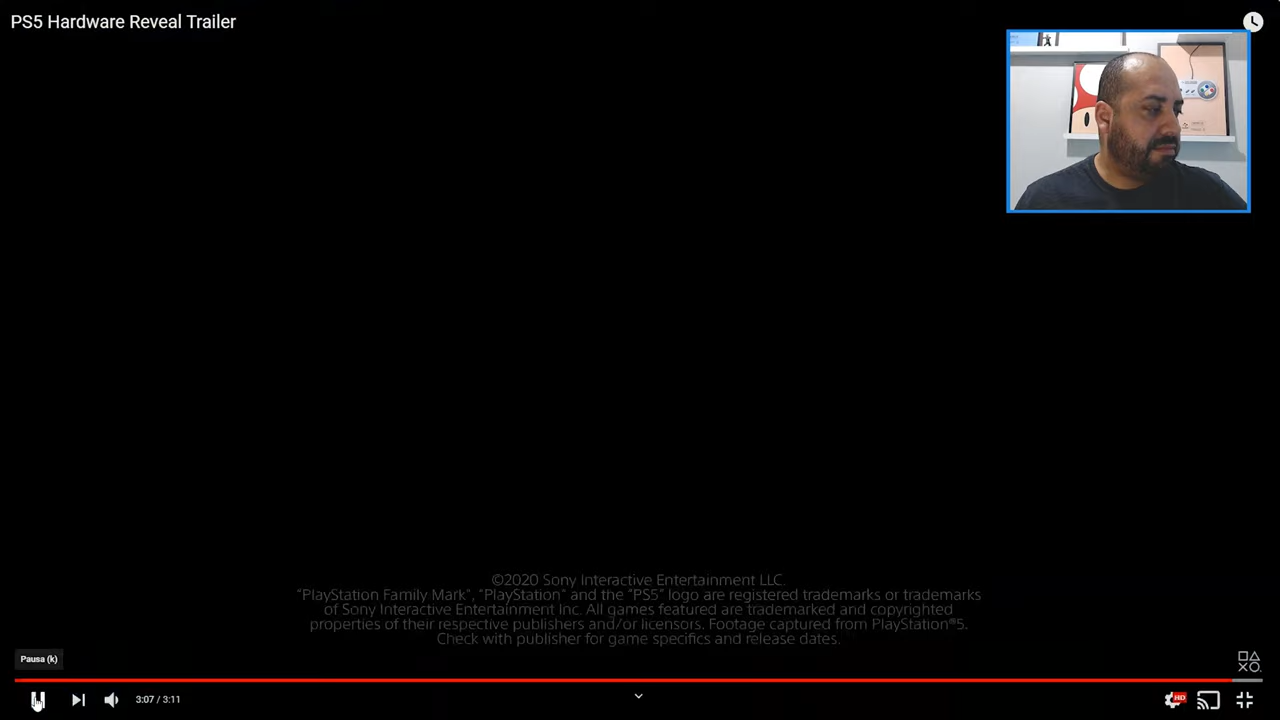 PS5 Hardware Reveal Trailer
©2020 Sony Interactive Entertainment LLC.
"PlayStation Family Mark", "PlayStation" and the "PS5" logo are registered trademarks or trademarks
of Sony Interactive Entertainment Inc. All games featured are trademarked and copyrighted
properties of their respective publishers and/or licensors. Footage captured from PlayStation®5.
Check with publisher for game specifics and release dates.
Pausa (k)
3:07 / 3:11
HD